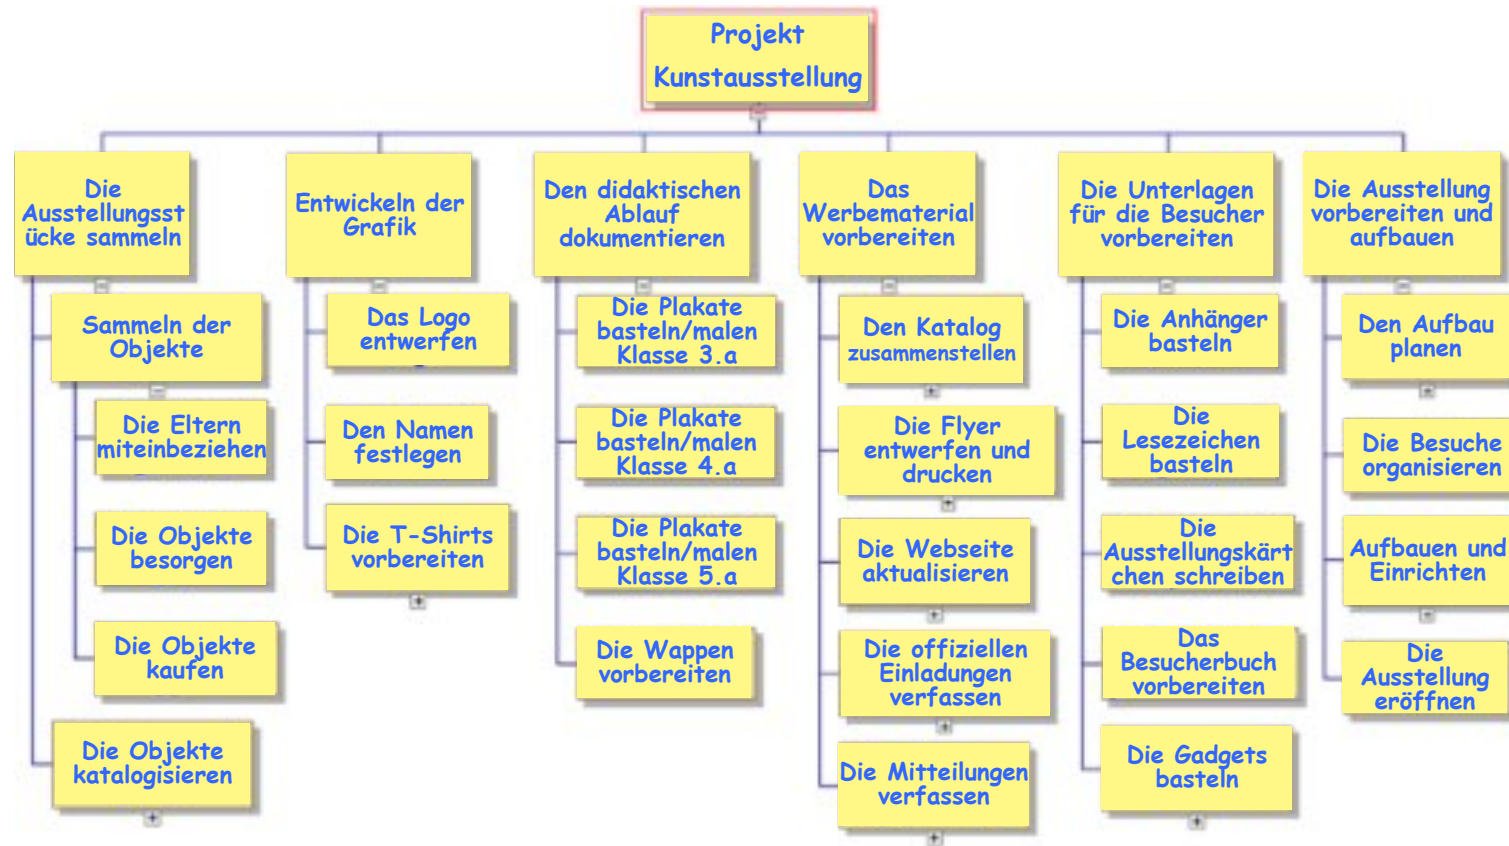 Projekt
Kunstausstellung
Die
Ausstellungsst
ücke sammeln
Sammeln der
Objekte
Die Eltern
miteinbeziehen
Die Objekte
besorgen
Die Objekte
kaufen
Die Objekte
katalogisieren
Entwickeln der
Grafik
Das Logo
entwerfen
Den Namen
festlegen
Die T-Shirts
vorbereiten
Den didaktischen
Ablauf
dokumentieren
Die Plakate
basteln/malen
Klasse 3.a
Die Plakate
basteln/malen
Klasse 4.a
Die Plakate
basteln/malen
Klasse 5.a
Die Wappen
vorbereiten
Das
Werbematerial
vorbereiten
Den Katalog
zusammenstellen
Die Flyer
entwerfen und
drucken
Die Webseite
aktualisieren
Die offiziellen
Einladungen
verfassen
Die Mitteilungen
verfassen
Die Unterlagen
für die Besucher
vorbereiten
Die Anhänger
basteln
Die
Lesezeichen
basteln
Die
Ausstellungskärt
chen schreiben
Das
Besucherbuch
vorbereiten
Die Gadgets
basteln
Die Ausstellung
vorbereiten und
aufbauen
Den Aufbau
planen
Die Besuche
organisieren
Aufbauen und
Einrichten
Die
Ausstellung
eröffnen